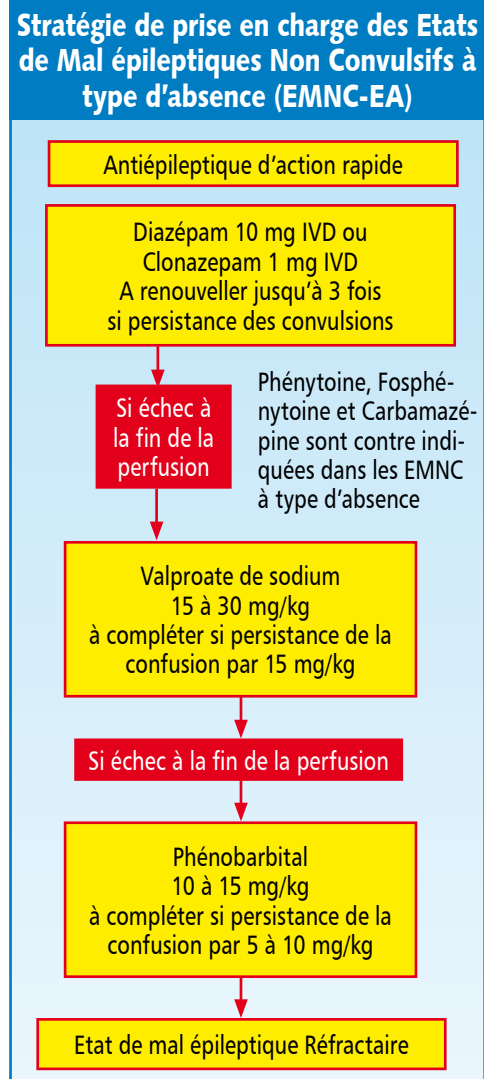 Stratégie de prise en charge des Etats
de Mal épileptiques Non Convulsifs à
type d'absence (EMNC-EA)
Antiépileptique d'action rapide
Diazépam 10 mg IVD ou
Clonazepam 1 mg IVD
A renouveller jusqu'à 3 fois
si persistance des convulsions
Si échec à
la fin de la
perfusion
Phénytoine, Fosphé-
nytoine et Carbamazé-
pine sont contre indi-
quées dans les EMNC
à type d'absence
Valproate de sodium
15 à 30 mg/kg
à compléter si persistance de la
confusion par 15 mg/kg
Si échec à la fin de la perfusion
Phénobarbital
10 à 15 mg/kg
à compléter si persistance de la
confusion par 5 à 10 mg/kg
Etat de mal épileptique Réfractaire